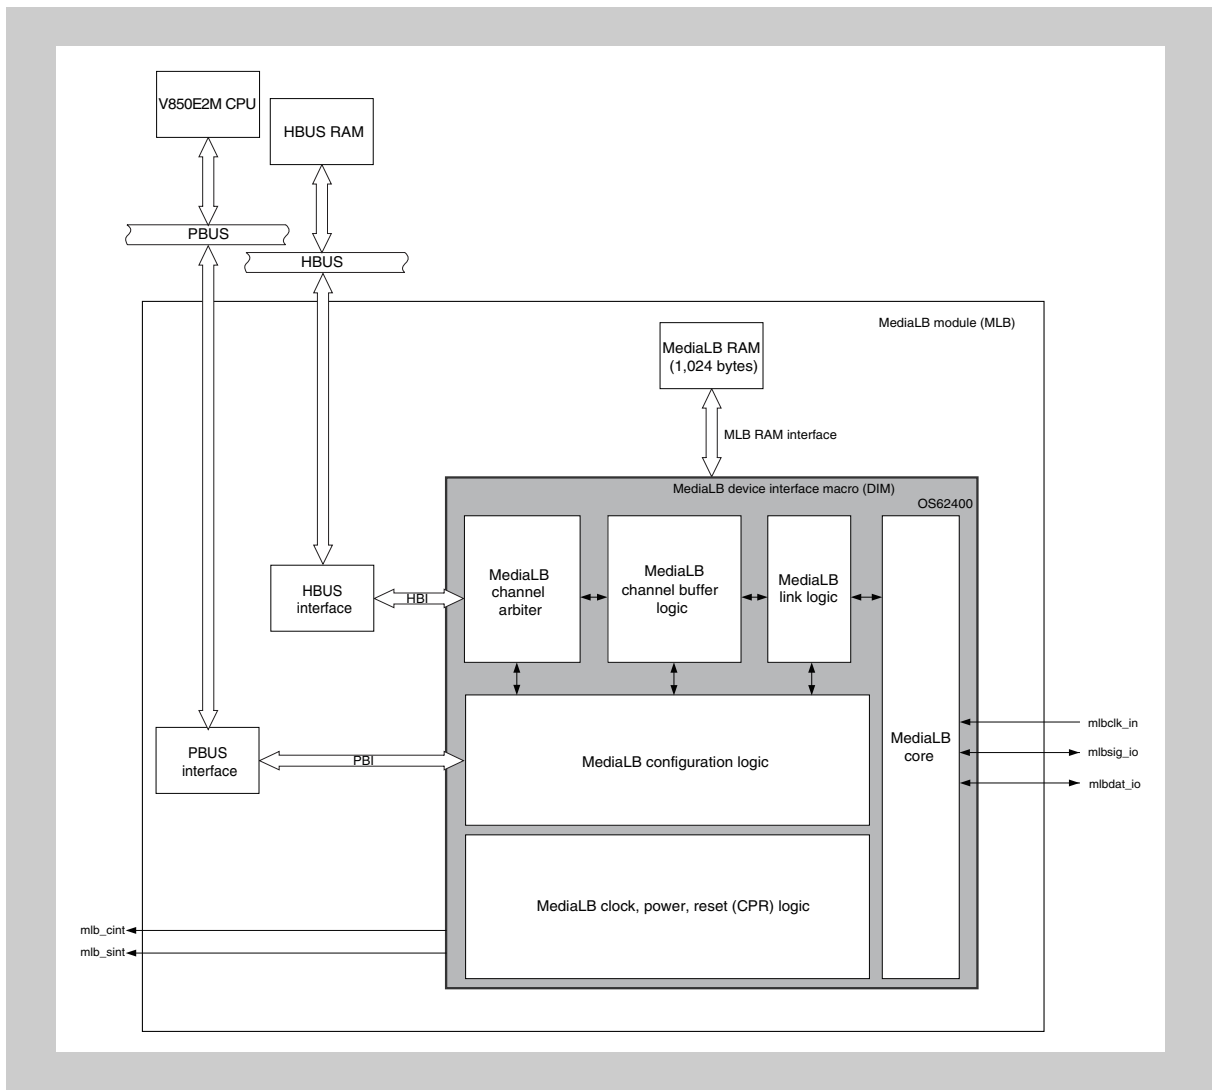 V850E2M CPU
HBUS RAM
PBUS
HBUS
MediaLB module (MLB)
MediaLB RAM
(1,024 bytes)
MLB RAM interface
MediaLB device interface macro (DIM)
OS62400
MediaLB
channel
arbiter
MediaLB
channel buffer
logic
MediaLB
link logic
HBUS
interface
HBI
mlbclk_in
MediaLB
core
mlbsig_io
mlbdat_io
PBUS
interface
PBI
MediaLB configuration logic
MediaLB clock, power, reset (CPR) logic
mlb_cint
mlb_sint